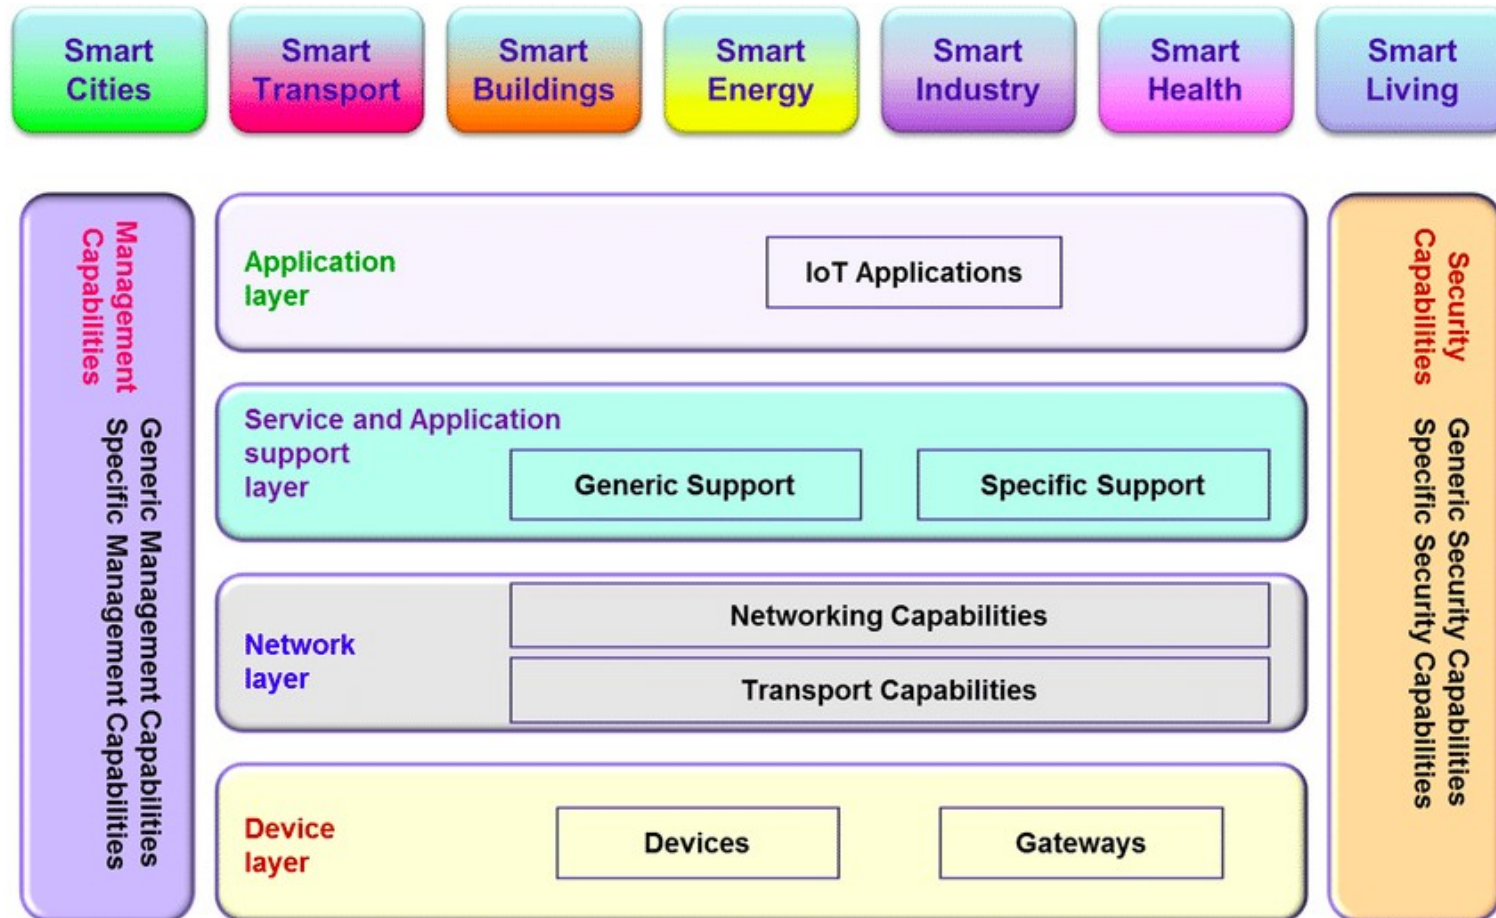 Smart
Cities
Smart
Transport
Smart
Buildings
Smart
Energy
Smart
Industry
Smart
Health
Smart
Living
Management
Capabilities
Generic Management Capabilities
Specific Management Capabilities
Application
layer
IoT Applications
Service and Application
support
layer
Generic Support
Specific Support
Network
layer
Networking Capabilities
Transport Capabilities
Device
layer
Devices
Gateways
Security
Capabilities
Generic Security Capabilities
Specific Security Capabilities